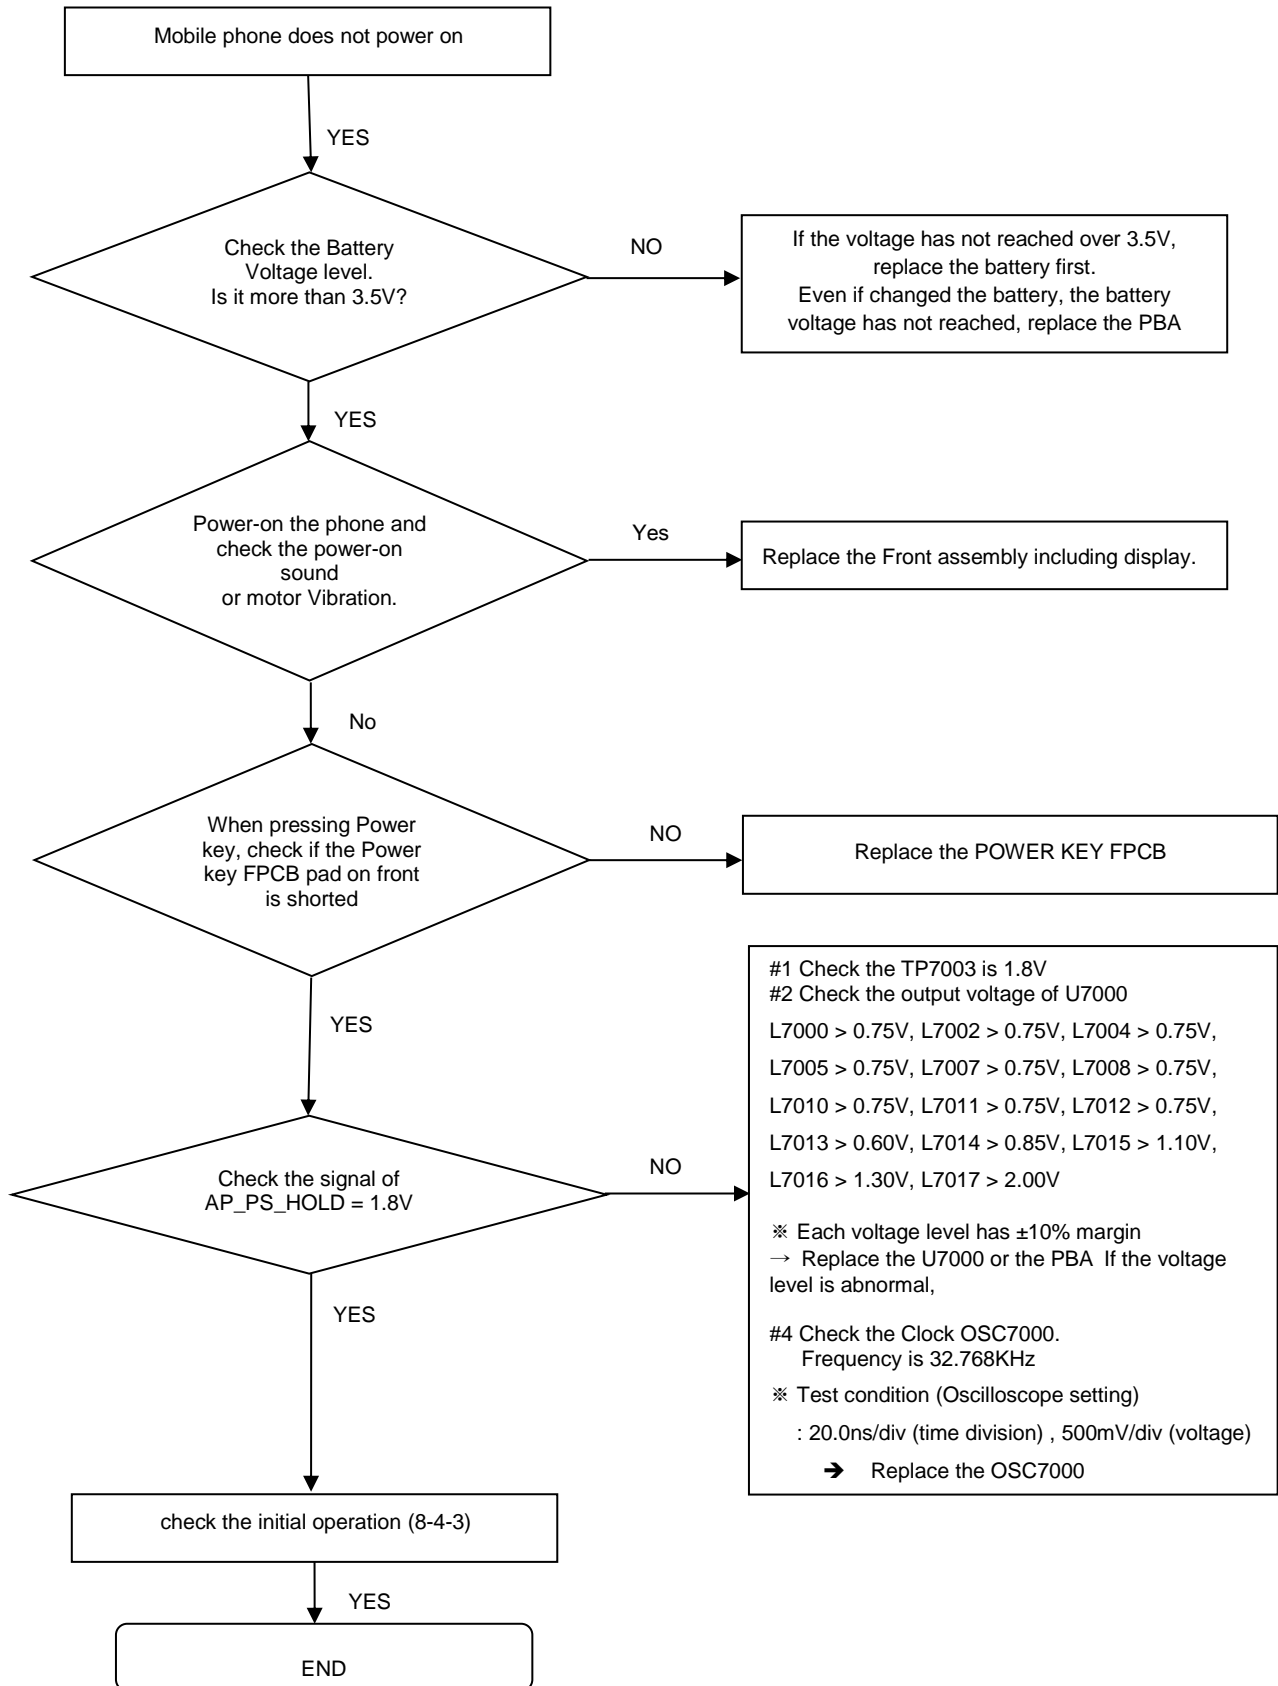 Mobile phone does not power on
YES
Check the Battery
Voltage level.
Is it more than 3.5V?
NO
If the voltage has not reached over 3.5V,
replace the battery first.
Even if changed the battery, the battery
voltage has not reached, replace the PBA
YES
Power-on the phone and
check the power-on
sound
or motor Vibration.
Yes
Replace the Front assembly including display.
No
When pressing Power
key, check if the Power
key FPCB pad on front
is shorted
NO
Replace the POWER KEY FPCB
YES
Check the signal of
AP_PS_HOLD = 1.8V
NO
#1 Check the TP7003 is 1.8V
#2 Check the output voltage of U7000
L7000 > 0.75V, L7002 > 0.75V, L7004 > 0.75V,
L7005 > 0.75V, L7007 > 0.75V, L7008 > 0.75V,
L7010 > 0.75V, L7011 > 0.75V, L7012 > 0.75V,
L7013 > 0.60V, L7014 > 0.85V, L7015 > 1.10V,
L7016 > 1.30V, L7017 > 2.00V
※ Each voltage level has ±10% margin
→ Replace the U7000 or the PBA If the voltage
level is abnormal,
#4 Check the Clock OSC7000.
Frequency is 32.768KHz
※ Test condition (Oscilloscope setting)
: 20.0ns/div (time division) , 500mV/div (voltage)
➔ Replace the OSC7000
YES
check the initial operation (8-4-3)
YES
END